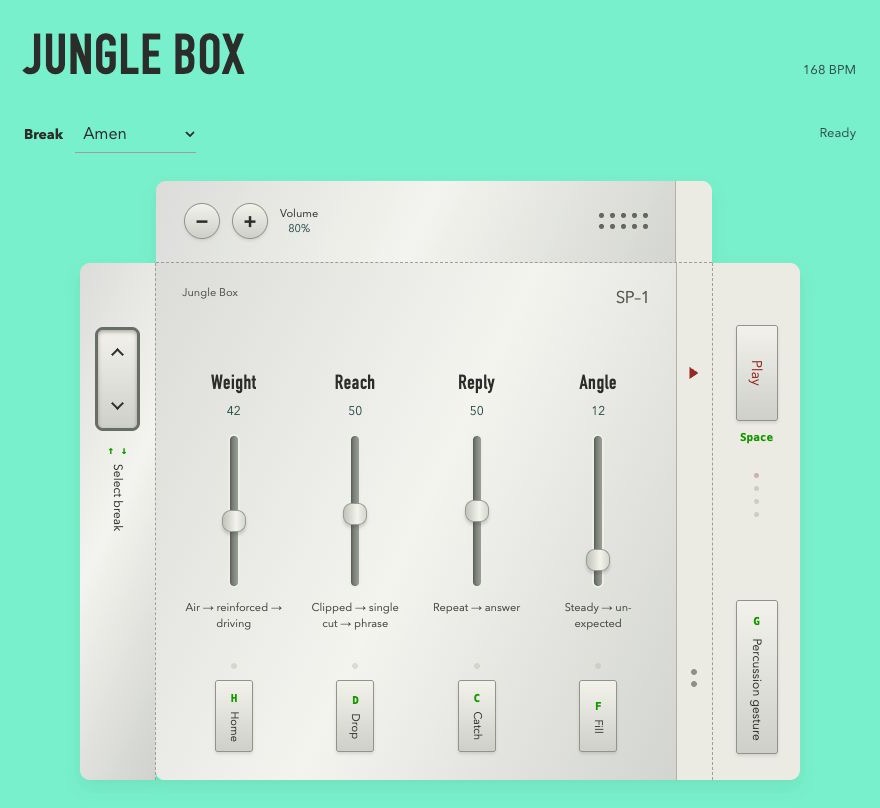 JUNGLE BOX
168 BPM
Break Amen
Ready
− + Volume
80%
Jungle Box
SP-1
Weight
Reach
Reply
Angle
42
50
50
12
Air → reinforced →
driving
Clipped → single
cut → phrase
Repeat → answer
Steady → un-
expected
↑ ↓
Select break
Play
Space
H Home
D Drop
C Catch
F Fill
G Percussion gesture